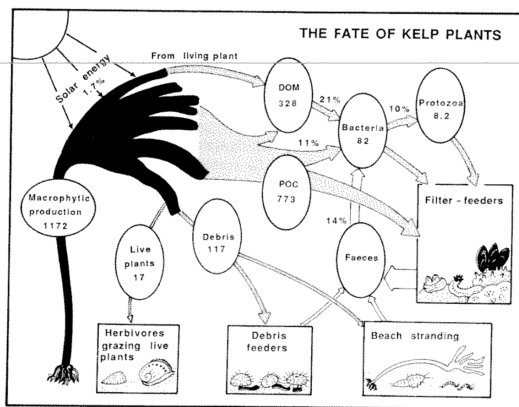 THE FATE OF KELP PLANTS
From living plant
Solar energy
1.7%
DOM
328
21%
Bacteria
82
10%
Protozoa
8.2
11%
POC
773
Filter - feeders
Macrophytic
production
1172
14%
Live
plants
17
Debris
117
Faeces
Herbivores
grazing live
plants
Debris
feeders
Beach stranding